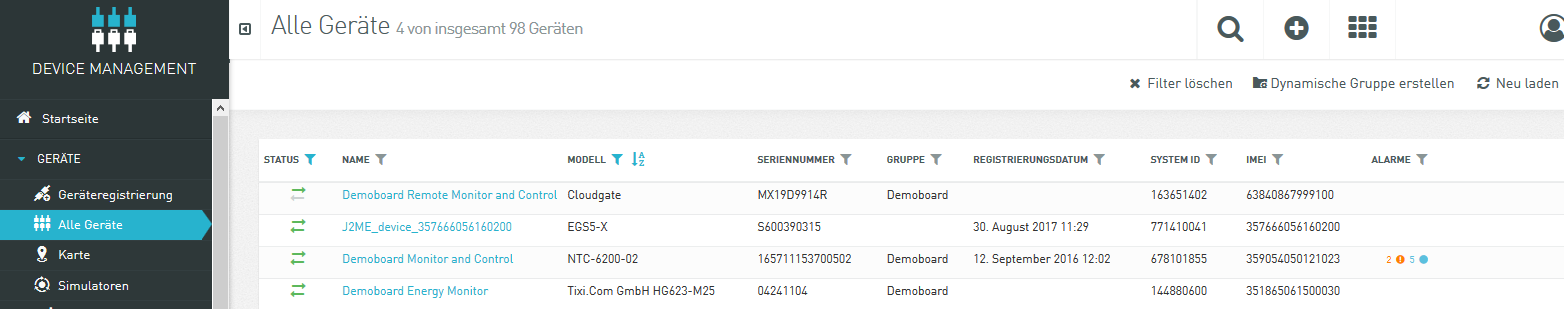 DEVICE MANAGEMENT
Alle Geräte 4 von insgesamt 98 Geräten
Filter löschen Dynamische Gruppe erstellen Neu laden
Startseite
GERÄTE
Geräteregistrierung
Alle Geräte
Karte
Simulatoren
STATUS NAME MODELL A Z SERIENNUMMER GRUPPE REGISTRIERUNGSDATUM SYSTEM ID IMEI ALARME
Demoboard Remote Monitor and Control Cloudgate MX19D9914R Demoboard 163651402 63840867999100
J2ME_device_357666056160200 EGS5-X S600390315 30. August 2017 11:29 771410041 357666056160200
Demoboard Monitor and Control NTC-6200-02 165711153700502 Demoboard 12. September 2016 12:02 678101855 359054050121023 2 5
Demoboard Energy Monitor Tixi.Com GmbH HG623-M25 04241104 Demoboard 144880600 351865061500030